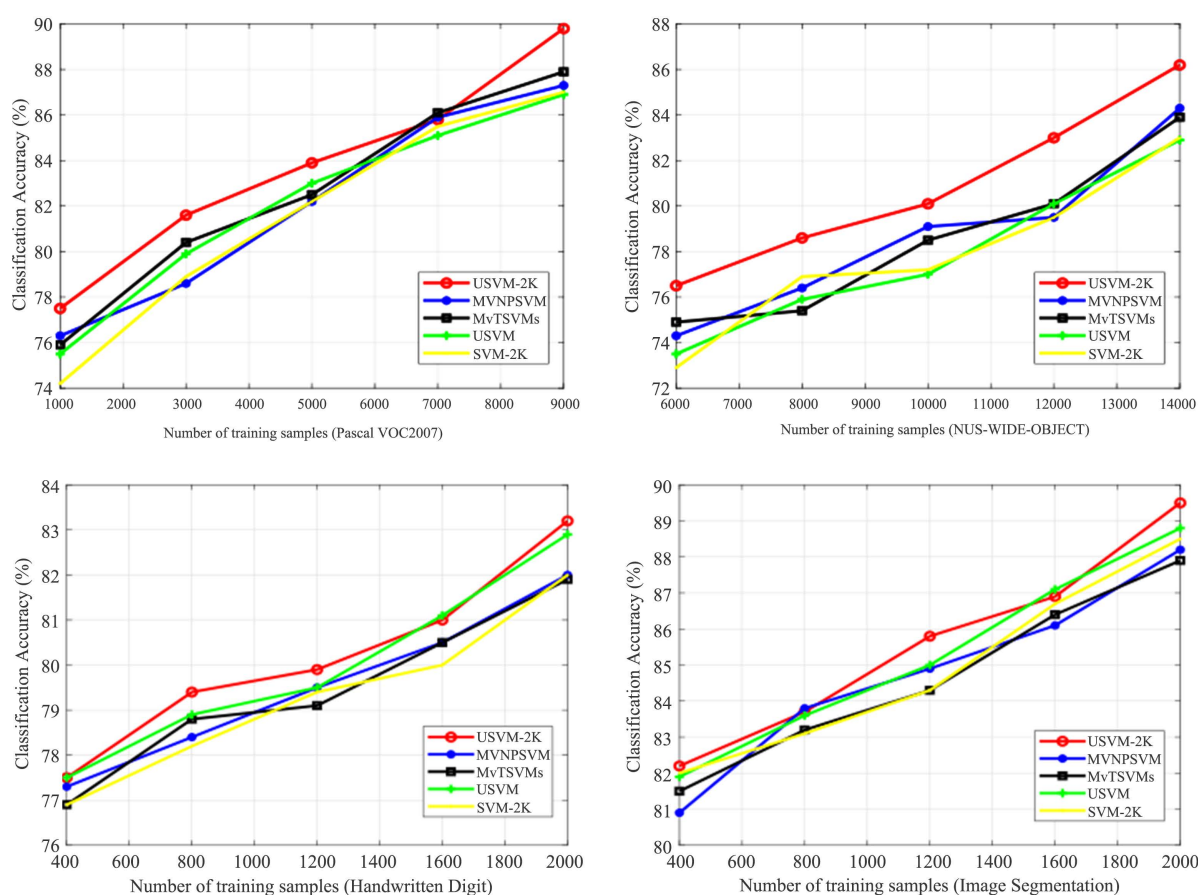 Classification Accuracy (%)
90
88
86
84
82
80
78
76
74
1000 2000 3000 4000 5000 6000 7000 8000 9000
Number of training samples (Pascal VOC2007)
USVM-2K
MVNPSVM
MvTSVMs
USVM
SVM-2K
Classification Accuracy (%)
88
86
84
82
80
78
76
74
72
6000 7000 8000 9000 10000 11000 12000 13000 14000
Number of training samples (NUS-WIDE-OBJECT)
USVM-2K
MVNPSVM
MvTSVMs
USVM
SVM-2K
Classification Accuracy (%)
84
83
82
81
80
79
78
77
76
400 600 800 1000 1200 1400 1600 1800 2000
Number of training samples (Handwritten Digit)
USVM-2K
MVNPSVM
MvTSVMs
USVM
SVM-2K
Classification Accuracy (%)
90
89
88
87
86
85
84
83
82
81
80
400 600 800 1000 1200 1400 1600 1800 2000
Number of training samples (Image Segmentation)
USVM-2K
MVNPSVM
MvTSVMs
USVM
SVM-2K